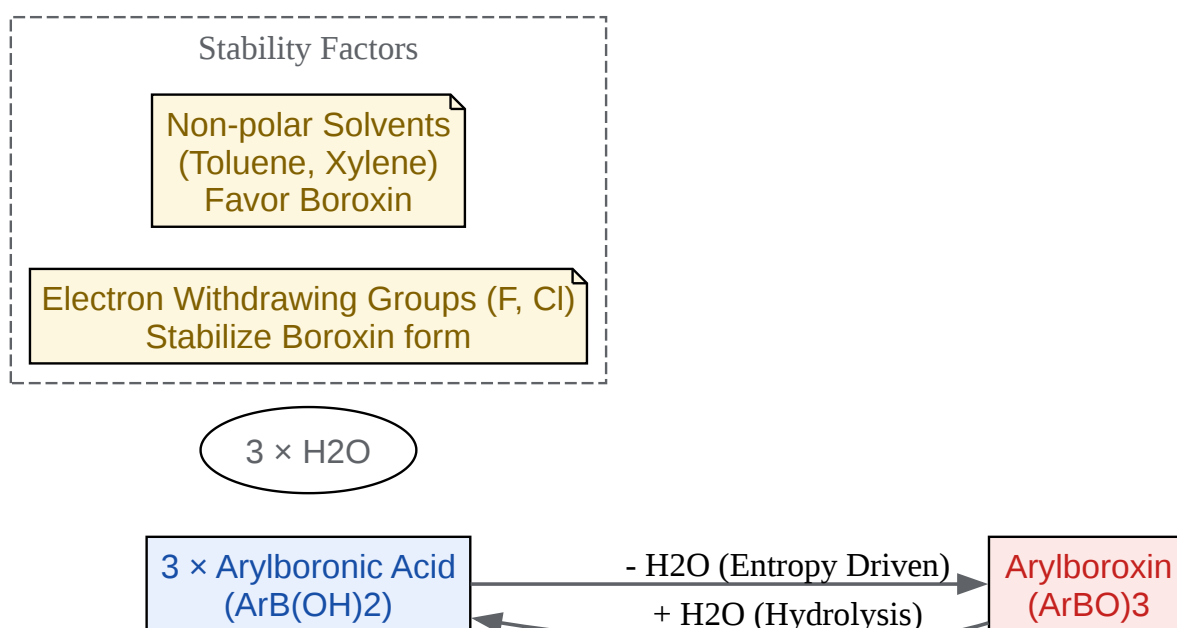 Stability Factors
Non-polar Solvents
(Toluene, Xylene)
Favor Boroxin
Electron Withdrawing Groups (F, Cl)
Stabilize Boroxin form
3 × H2O
3 × Arylboronic Acid
(ArB(OH)2)
- H2O (Entropy Driven)
+ H2O (Hydrolysis)
Arylboroxin
(ArBO)3